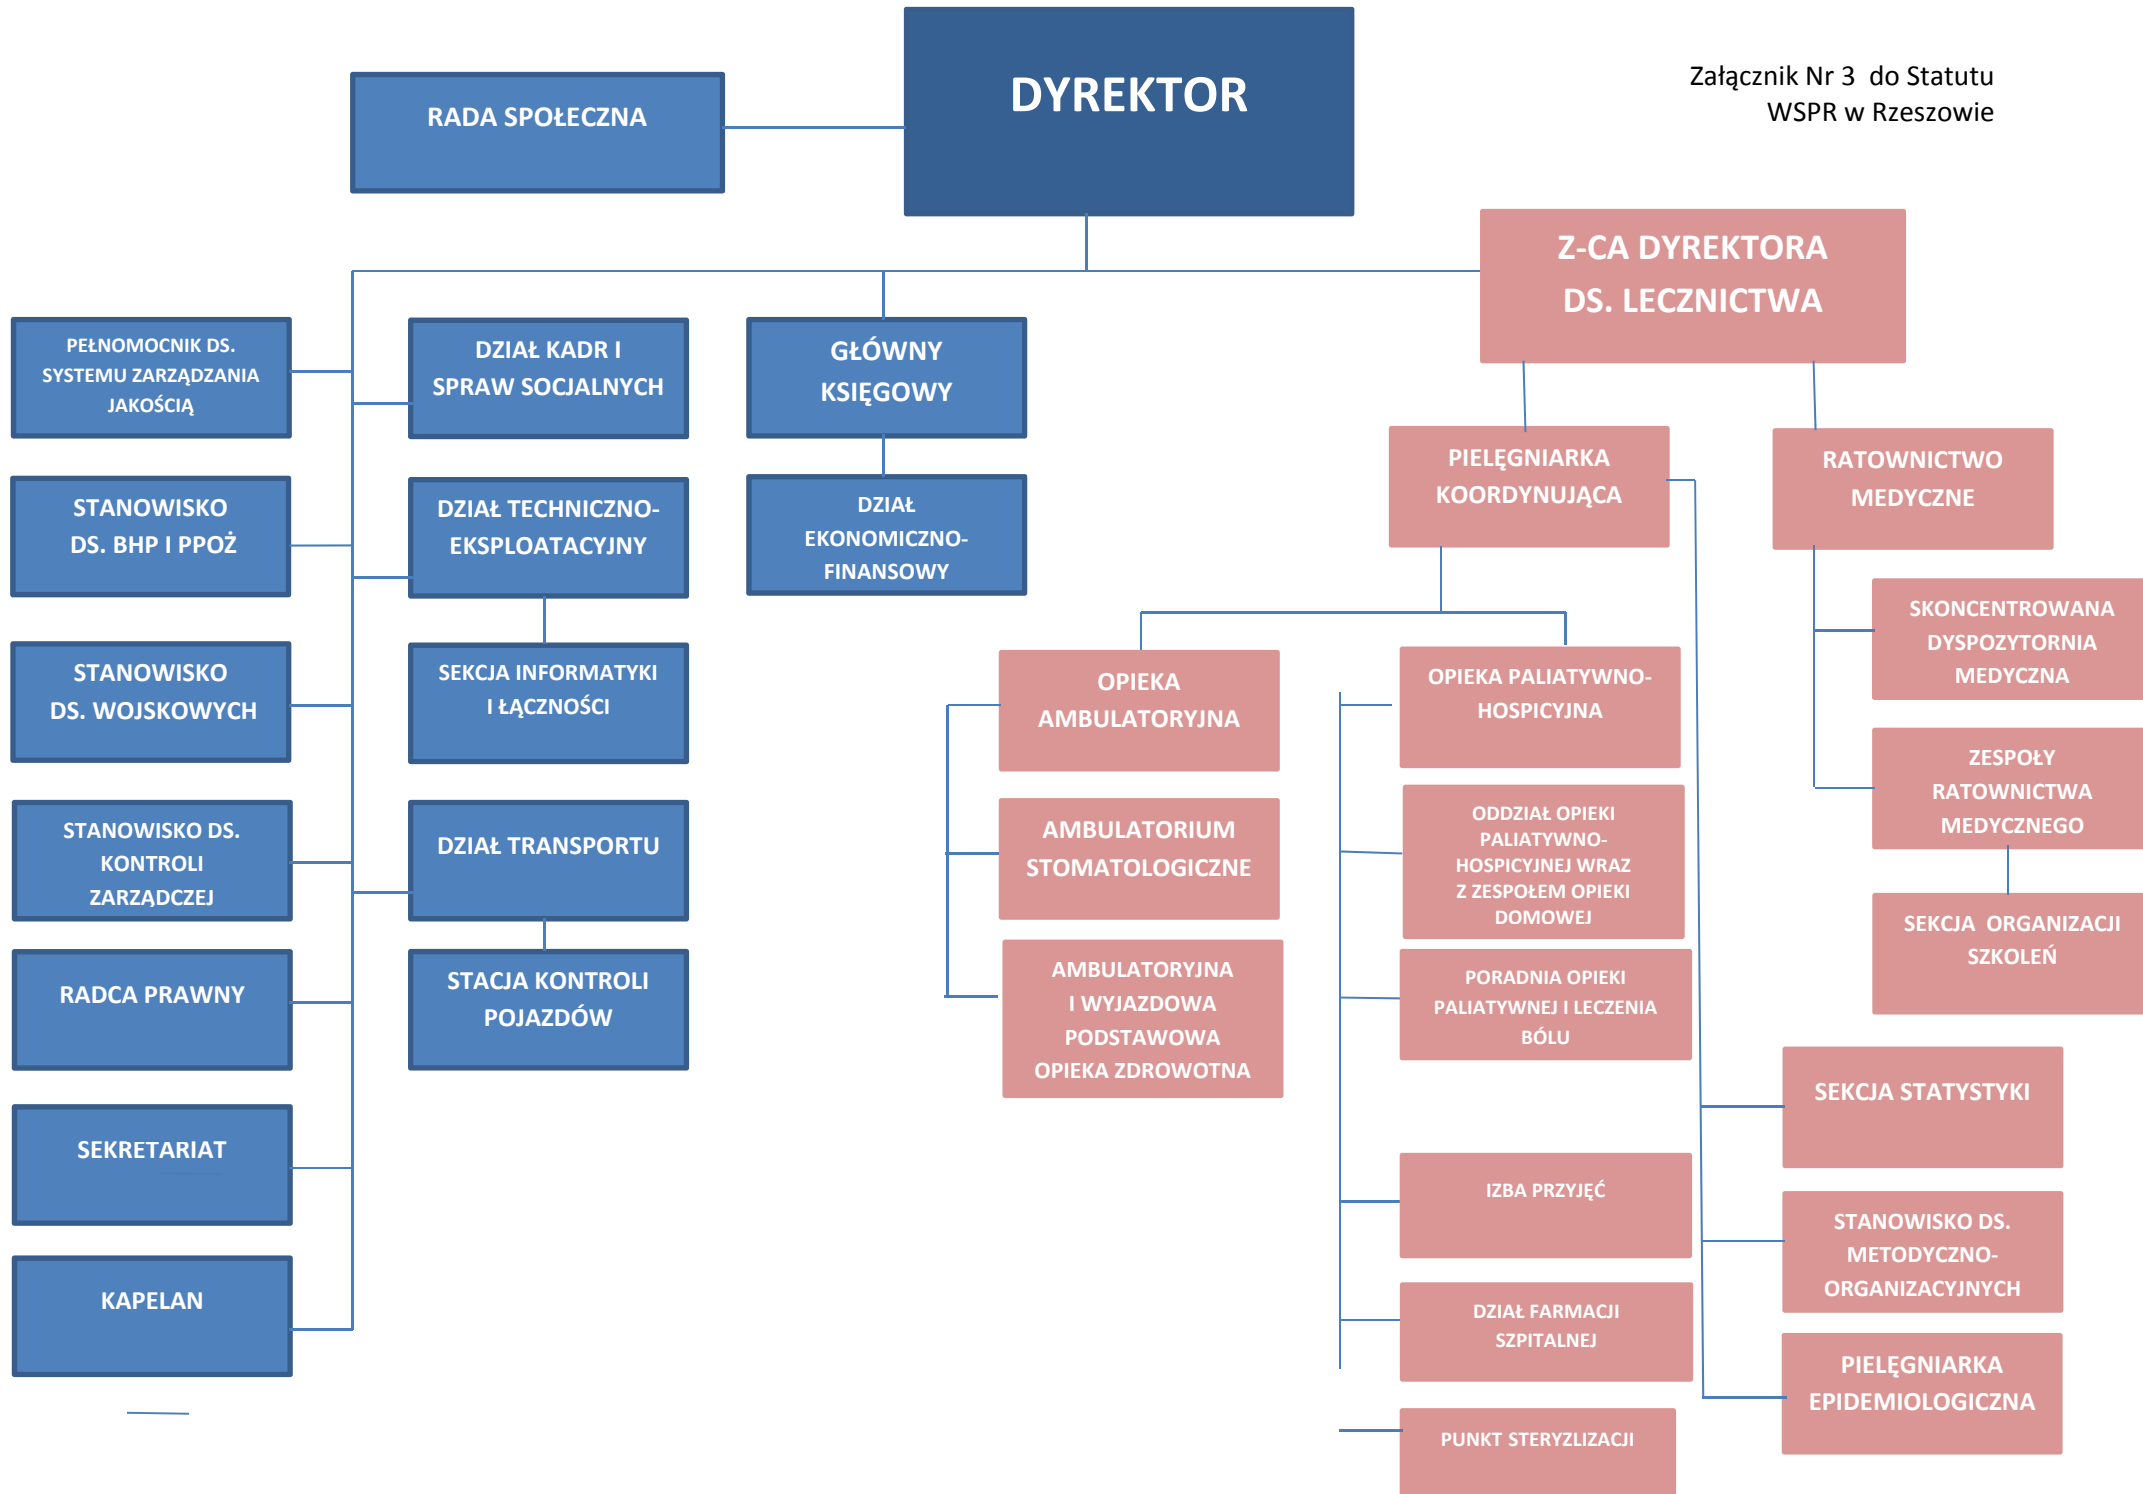 DYREKTOR
RADA SPOŁECZNA
Załącznik Nr 3  do Statutu
WSPR w Rzeszowie
Z-CA DYREKTORA
DS. LECZNICTWA
PEŁNOMOCNIK DS.
SYSTEMU ZARZĄDZANIA
JAKOŚCIĄ
DZIAŁ KADR I
SPRAW SOCJALNYCH
GŁÓWNY
KSIĘGOWY
PIELĘGNIARKA
KOORDYNUJĄCA
RATOWNICTWO
MEDYCZNE
STANOWISKO
DS. BHP I PPOŻ
DZIAŁ TECHNICZNO-
EKSPLOATACYJNY
DZIAŁ
EKONOMICZNO-
FINANSOWY
SKONCENTROWANA
DYSPOZYTORNIA
MEDYCZNA
STANOWISKO
DS. WOJSKOWYCH
SEKCJA INFORMATYKI
I ŁĄCZNOŚCI
OPIEKA
AMBULATORYJNA
OPIEKA PALIATYWNO-
HOSPICYJNA
ZESPOŁY
RATOWNICTWA
MEDYCZNEGO
STANOWISKO DS.
KONTROLI
ZARZĄDCZEJ
DZIAŁ TRANSPORTU
AMBULATORIUM
STOMATOLOGICZNE
ODDZIAŁ OPIEKI
PALIATYWNO-
HOSPICYJNEJ WRAZ
Z ZESPOŁEM OPIEKI
DOMOWEJ
SEKCJA  ORGANIZACJI
SZKOLEŃ
RADCA PRAWNY
STACJA KONTROLI
POJAZDÓW
AMBULATORYJNA
I WYJAZDOWA
PODSTAWOWA
OPIEKA ZDROWOTNA
PORADNIA OPIEKI
PALIATYWNEJ I LECZENIA
BÓLU
SEKCJA STATYSTYKI
SEKRETARIAT
IZBA PRZYJĘĆ
STANOWISKO DS.
METODYCZNO-
ORGANIZACYJNYCH
KAPELAN
DZIAŁ FARMACJI
SZPITALNEJ
PIELĘGNIARKA
EPIDEMIOLOGICZNA
PUNKT STERYZLIZACJI